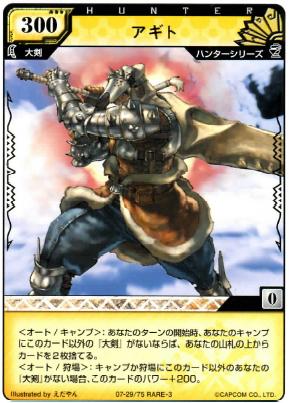 HUNTER
300
アギト
大剣
ハンターシリーズ
0
<オート/キャンプ>：あなたのターンの開始時、あなたのキャンプ
にこのカード以外の「大剣」がないならば、あなたの山札の上から
カードを2枚捨てる。
<オート/狩場>：キャンプか狩場にこのカード以外のあなたの
「大剣」がない場合、このカードのパワー+200。
Illustrated by えだやん
07-29/75 RARE-3
©CAPCOM CO., LTD.